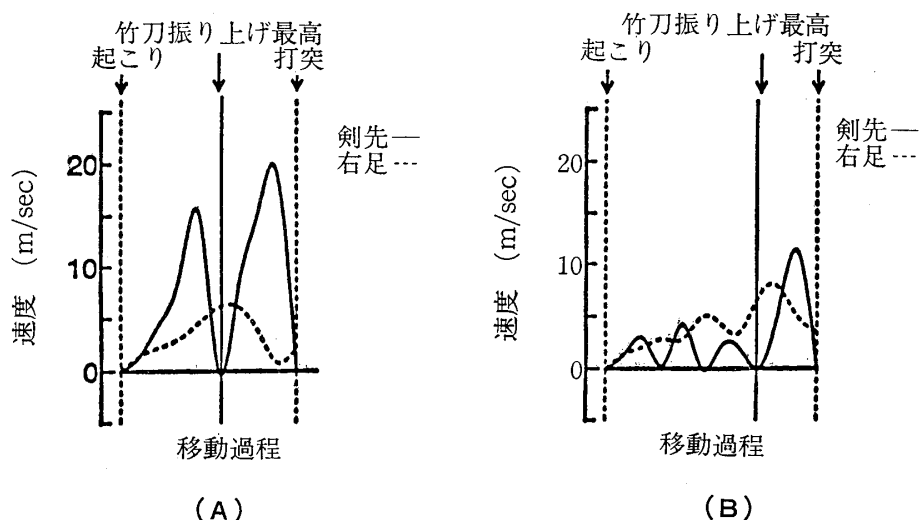 竹刀振り上げ最高
起こり 打突
剣先 —
右足 ---
速度 (m/sec)
20
10
0
移動過程
(A)
竹刀振り上げ最高
起こり 打突
剣先 —
右足 ---
速度 (m/sec)
20
10
0
移動過程
(B)